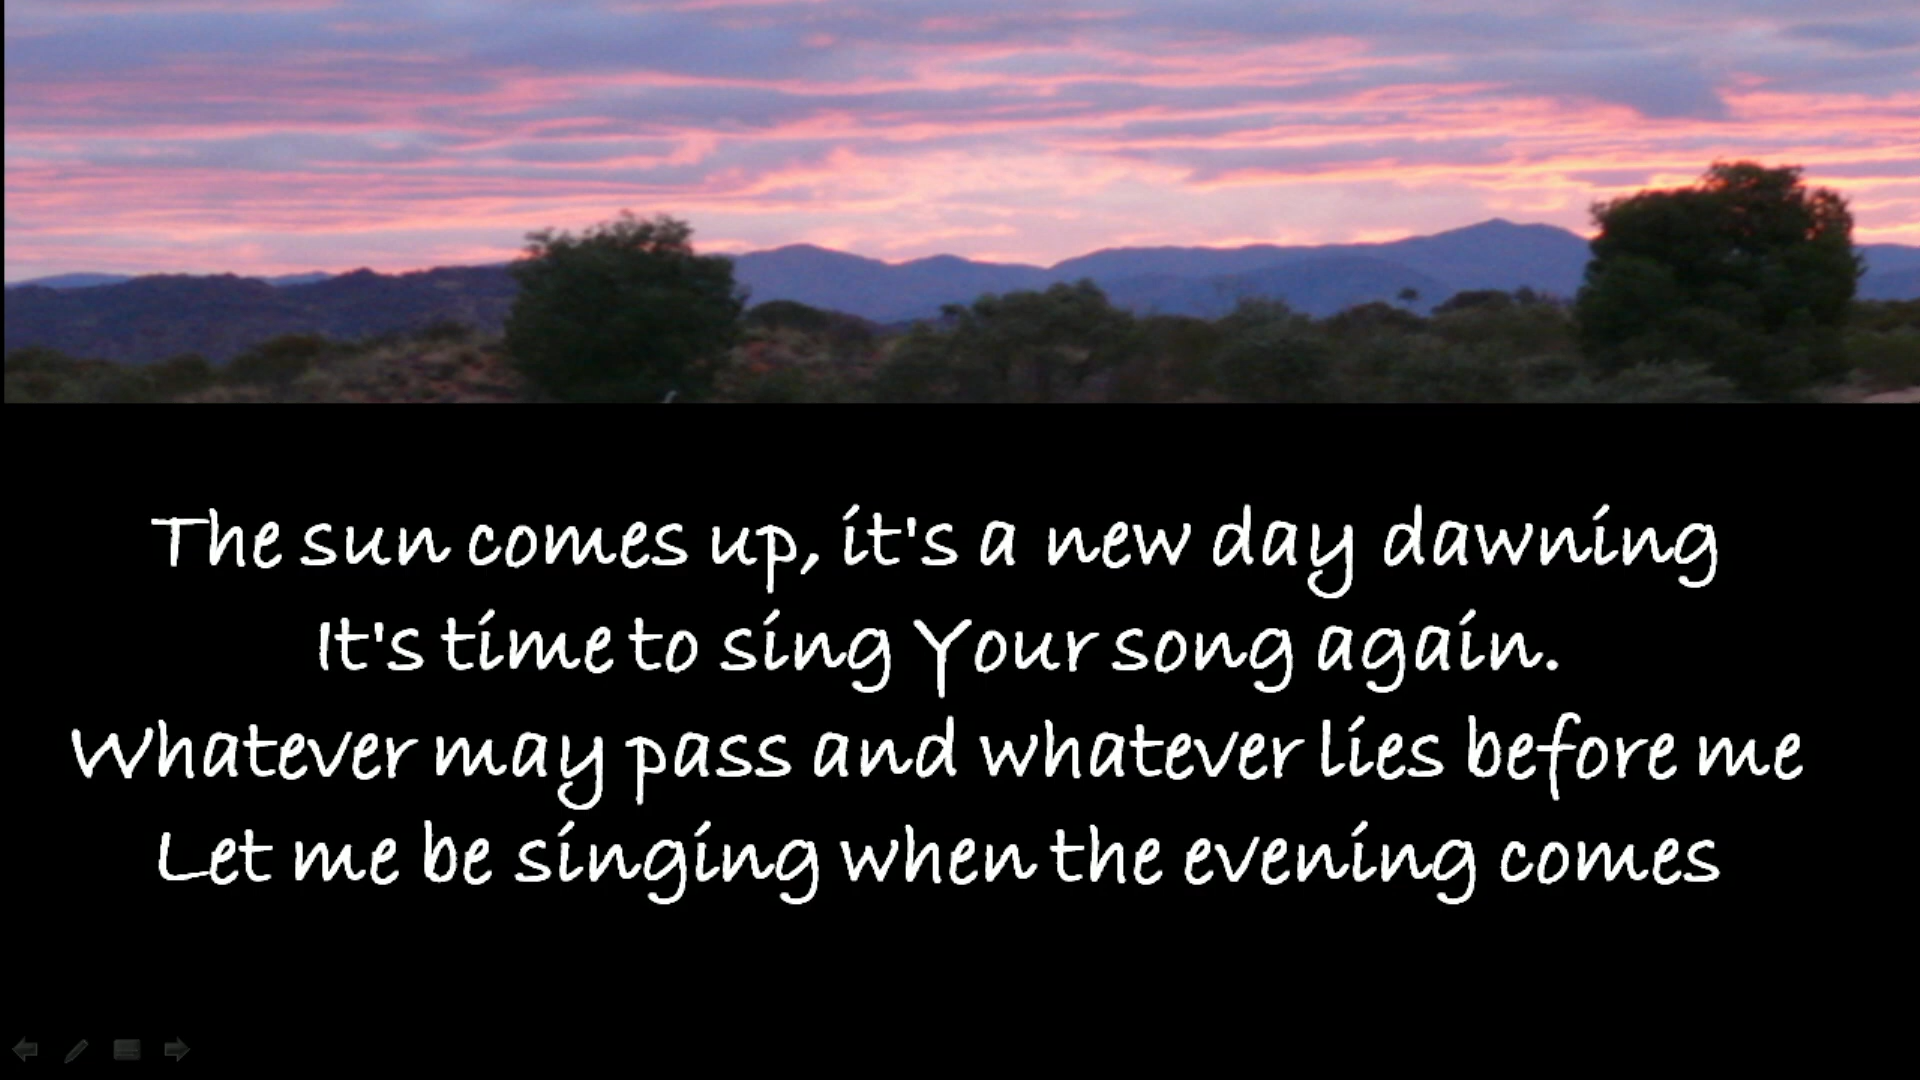 The sun comes up, it's a new day dawning
It's time to sing Your song again.
Whatever may pass and whatever lies before me
Let me be singing when the evening comes